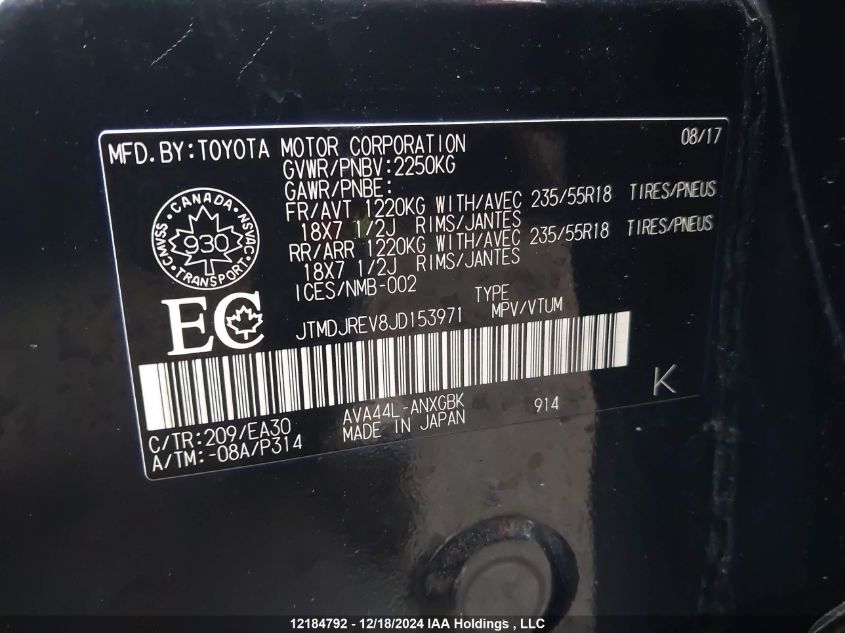 MFD.BY:TOYOTA MOTOR CORPORATION 08/17
GVWR/PNBV:2250KG
GAWR/PNBE:
FR/AVT 1220KG WITH/AVEC 235/55R18 TIRES/PNEUS
18X7 1/2J RIMS/JANTES
RR/ARR 1220KG WITH/AVEC 235/55R18 TIRES/PNEUS
18X7 1/2J RIMS/JANTES
ICES/NMB-002
CANADA
CMVSS 930 NSVAC
TRANSPORT
EC
TYPE
JTMDJREV8JD153971 MPV/VTUM
K
C/TR:209/EA30 AVA44L-ANXGBK 914
A/TM:-08A/P314 MADE IN JAPAN
12184792 - 12/18/2024 IAA Holdings , LLC